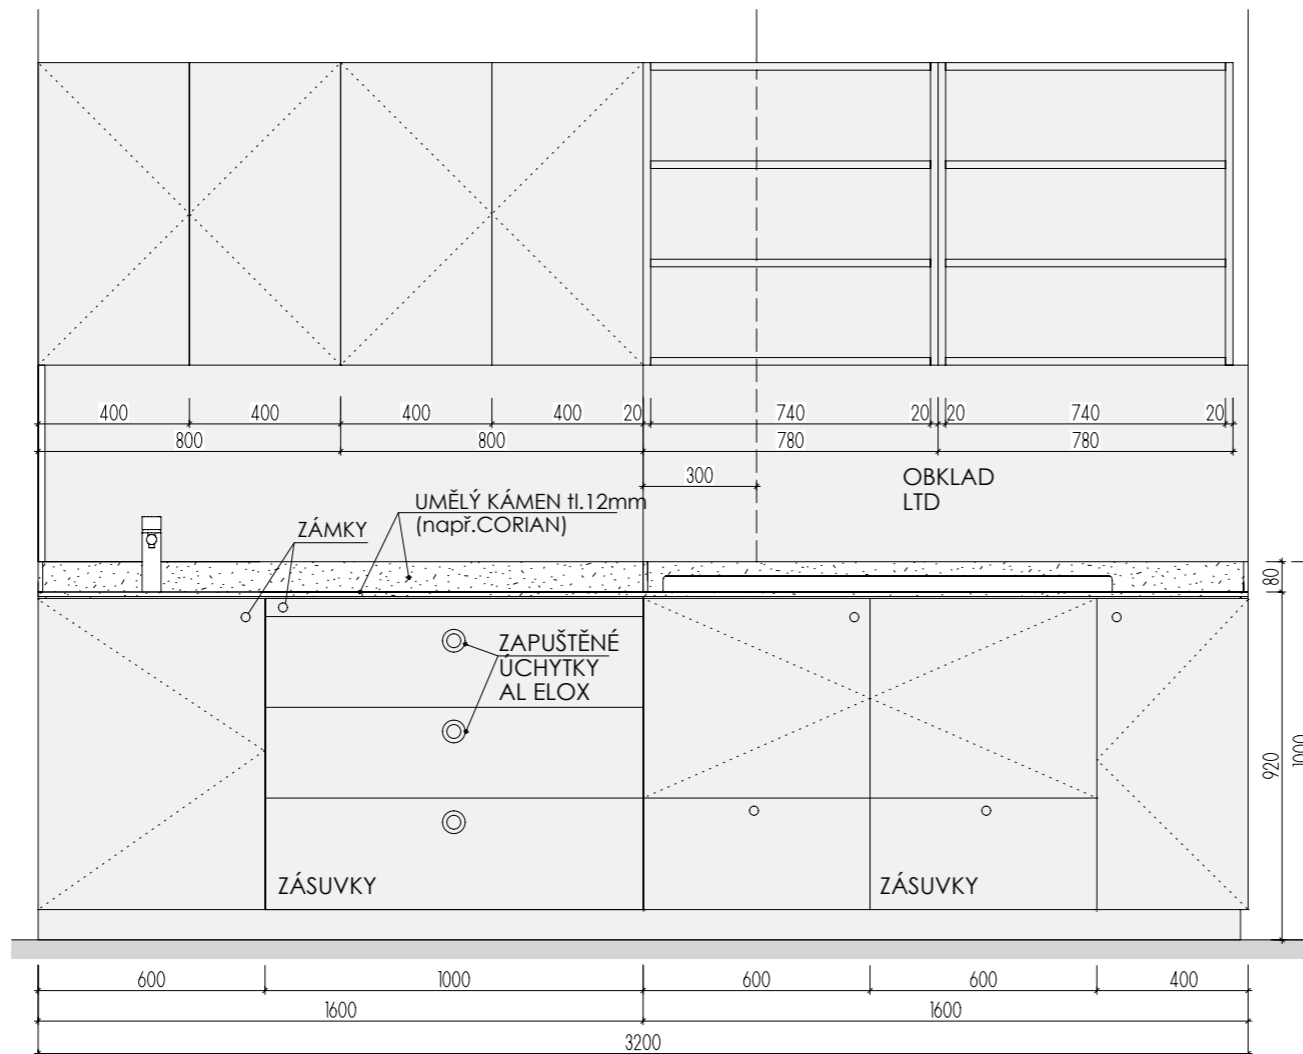 400 400 400 400 20 740 20 20 740 20
800 800 780 780
300
OBKLAD
LTD
UMĚLÝ KÁMEN tl.12mm
(např.CORIAN)
ZÁMKY
80
ZAPUŠTĚNÉ
ÚCHYTKY
AL ELOX
920
1000
ZÁSUVKY
ZÁSUVKY
600 1000 600 600 400
1600 1600
3200